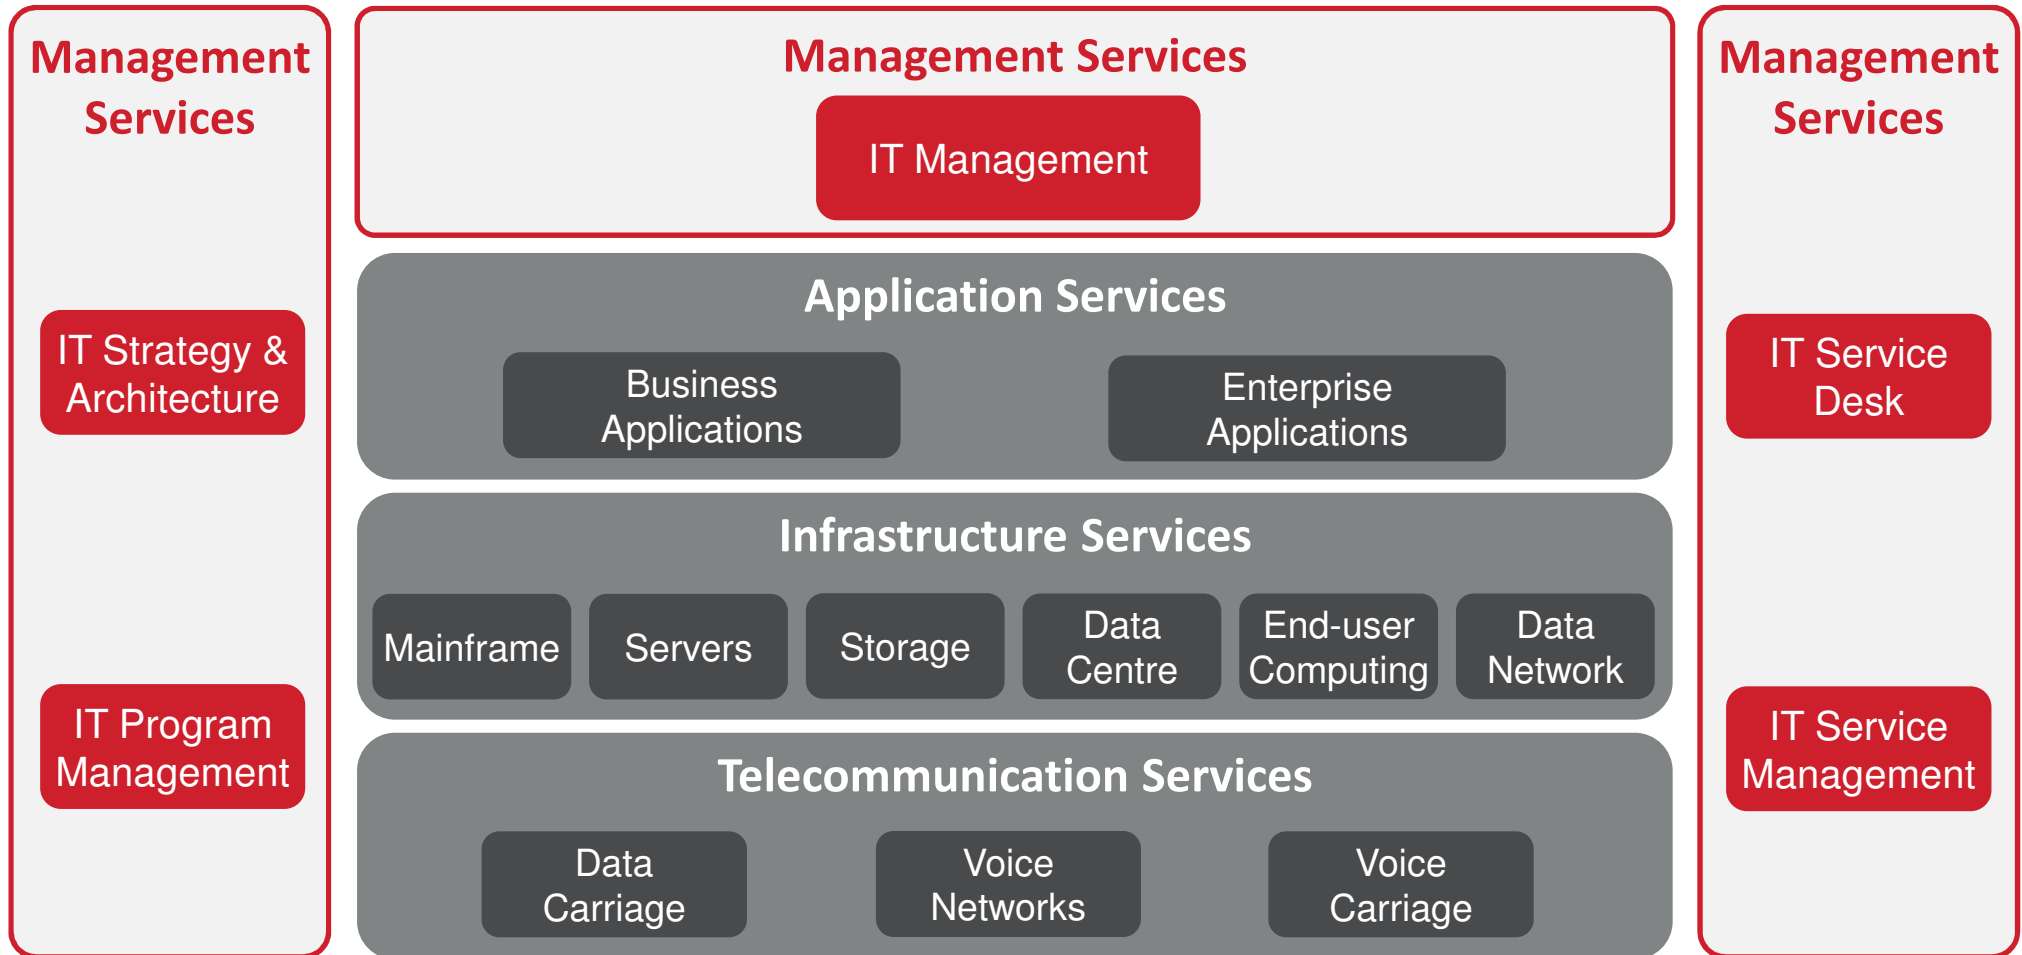 Management
Services
IT Strategy &
Architecture
IT Program
Management
Management Services
IT Management
Application Services
Business
Applications
Enterprise
Applications
Infrastructure Services
Mainframe
Servers
Storage
Data
Centre
End-user
Computing
Data
Network
Telecommunication Services
Data
Carriage
Voice
Networks
Voice
Carriage
Management
Services
IT Service
Desk
IT Service
Management